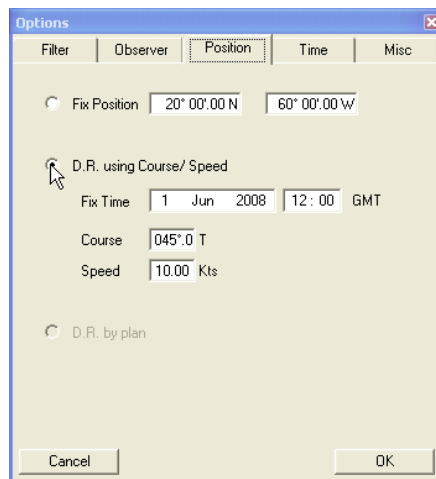 Options
Filter Observer Position Time Misc
Fix Position 20° 00'.00 N 60° 00'.00 W
D.R. using Course/ Speed
Fix Time 1 Jun 2008 12 : 00 GMT
Course 045°.0 T
Speed 10.00 Kts
D.R. by plan
Cancel OK